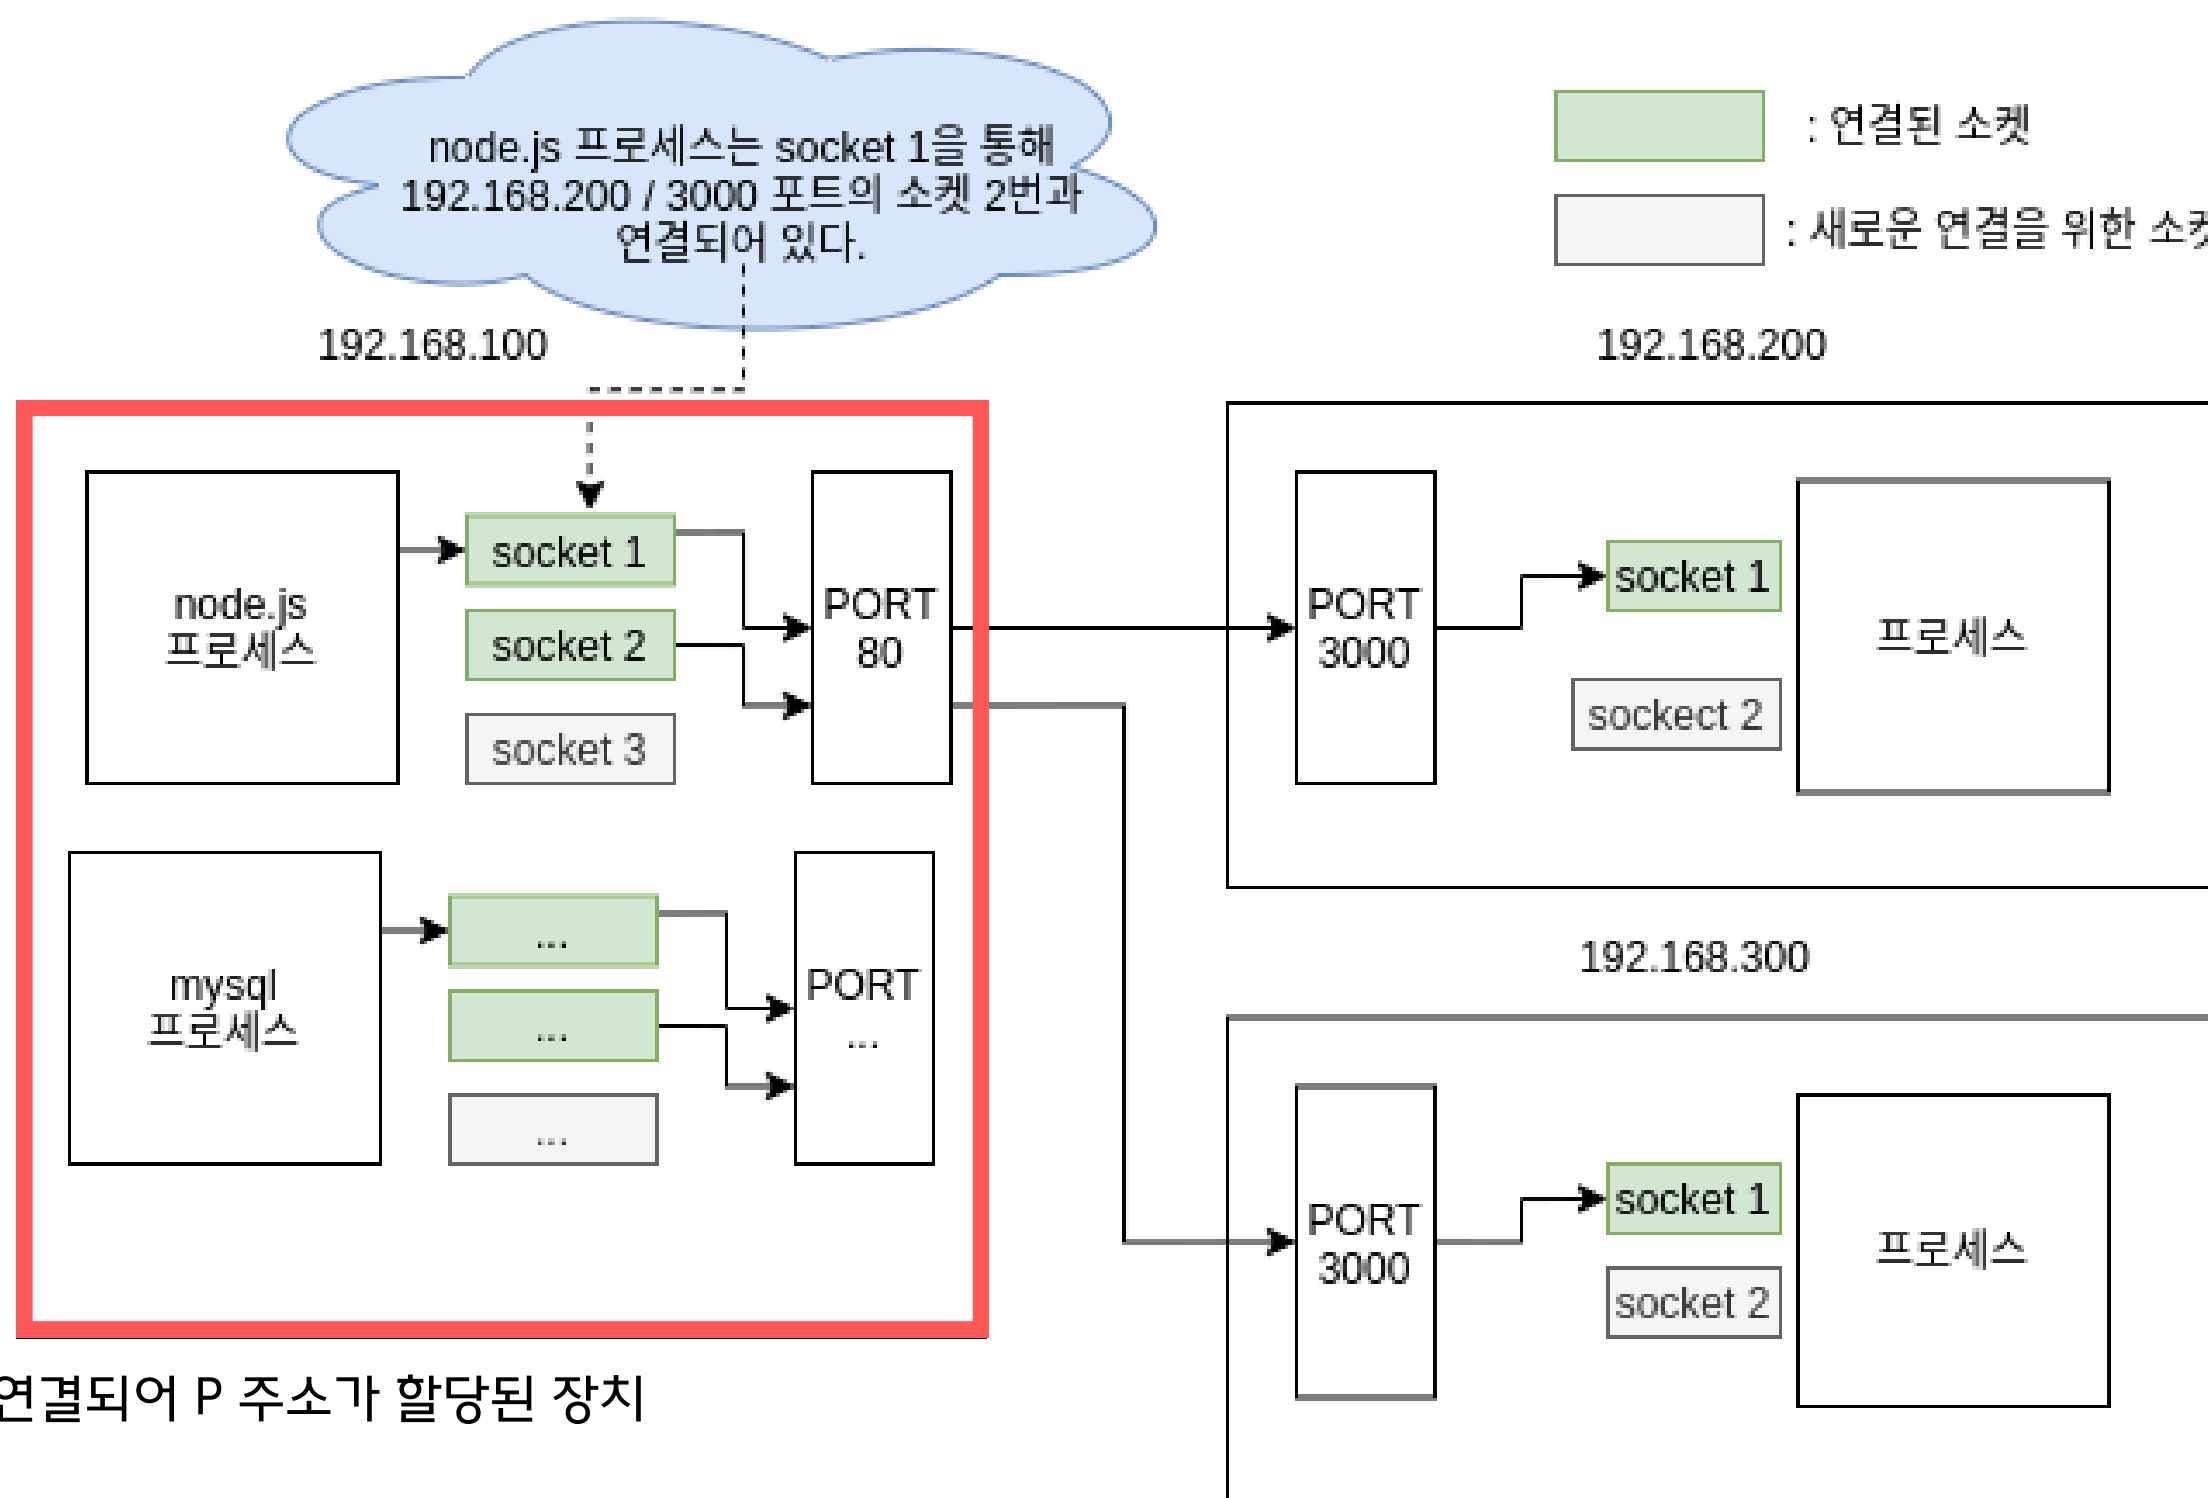 node.js 프로세스는 socket 1을 통해
192.168.200 / 3000 포트의 소켓 2번과
연결되어 있다.
: 연결된 소켓
: 새로운 연결을 위한
192.168.100
192.168.200
node.js
프로세스
socket 1
socket 2
socket 3
PORT
80
PORT
3000
socket 1
sockect 2
프로세스
mysql
프로세스
...
...
...
PORT
...
192.168.300
PORT
3000
socket 1
socket 2
프로세스
연결되어 P 주소가 할당된 장치